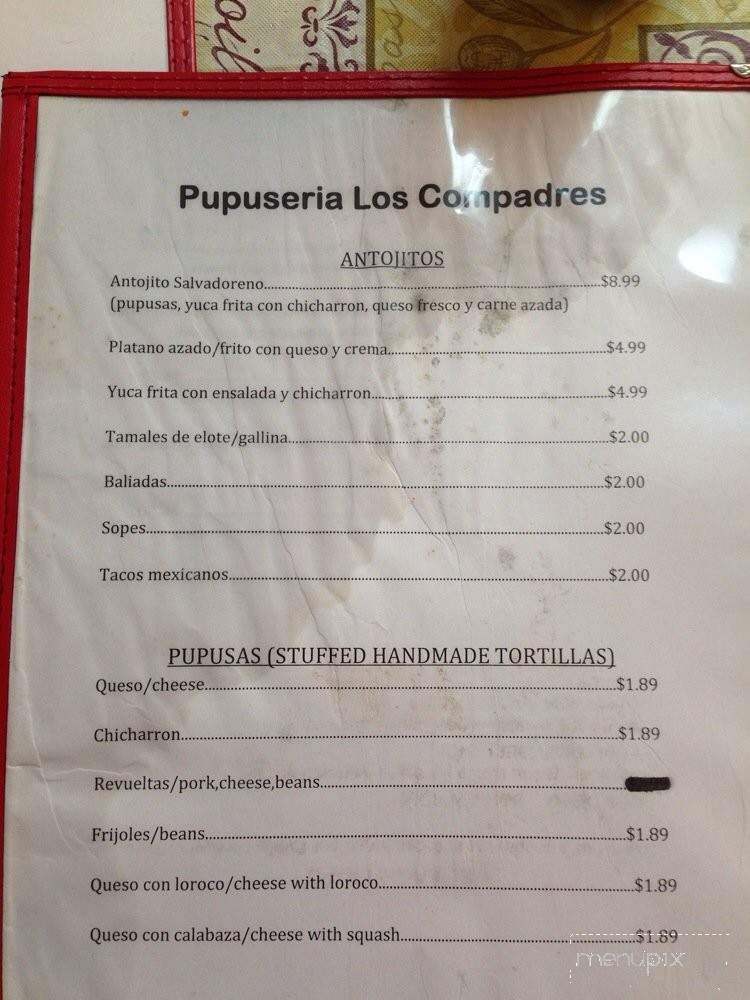 oil
Pupuseria Los Compadres
ANTOJITOS
Antojito Salvadoreno......$8.99
(pupusas, yuca frita con chicharron, queso fresco y carne azada)
Platano azado/frito con queso y crema......$4.99
Yuca frita con ensalada y chicharron......$4.99
Tamales de elote/gallina......$2.00
Baliadas......$2.00
Sopes......$2.00
Tacos mexicanos......$2.00
PUPUSAS (STUFFED HANDMADE TORTILLAS)
Queso/cheese......$1.89
Chicharron......$1.89
Revueltas/pork,cheese,beans......
Frijoles/beans......$1.89
Queso con loroco/cheese with loroco......$1.89
Queso con calabaza/cheese with squash......$1.89
menupix